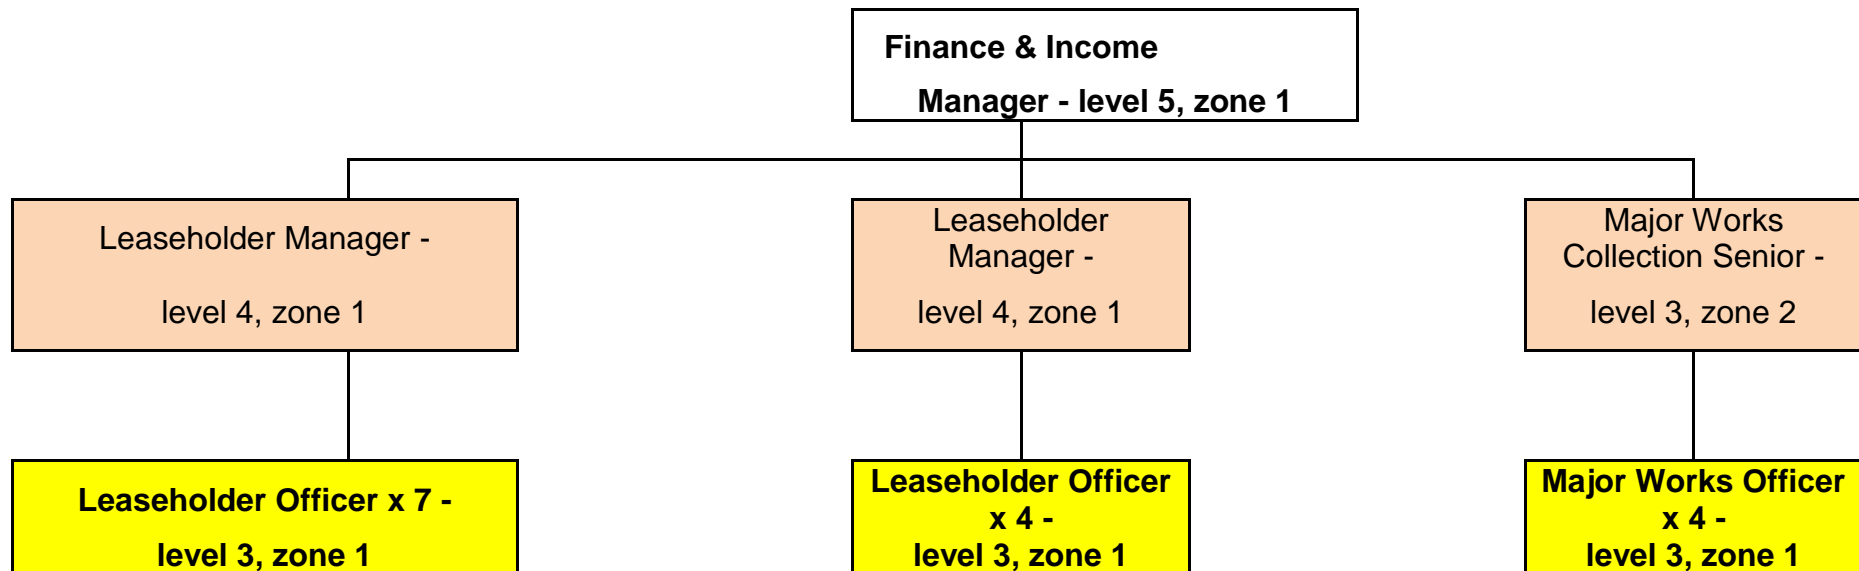 Finance & Income
Manager - level 5, zone 1
Leaseholder Manager -
level 4, zone 1
Leaseholder
Manager -
level 4, zone 1
Major Works
Collection Senior -
level 3, zone 2
Leaseholder Officer x 7 -
level 3, zone 1
Leaseholder Officer
x 4 -
level 3, zone 1
Major Works Officer
x 4 -
level 3, zone 1